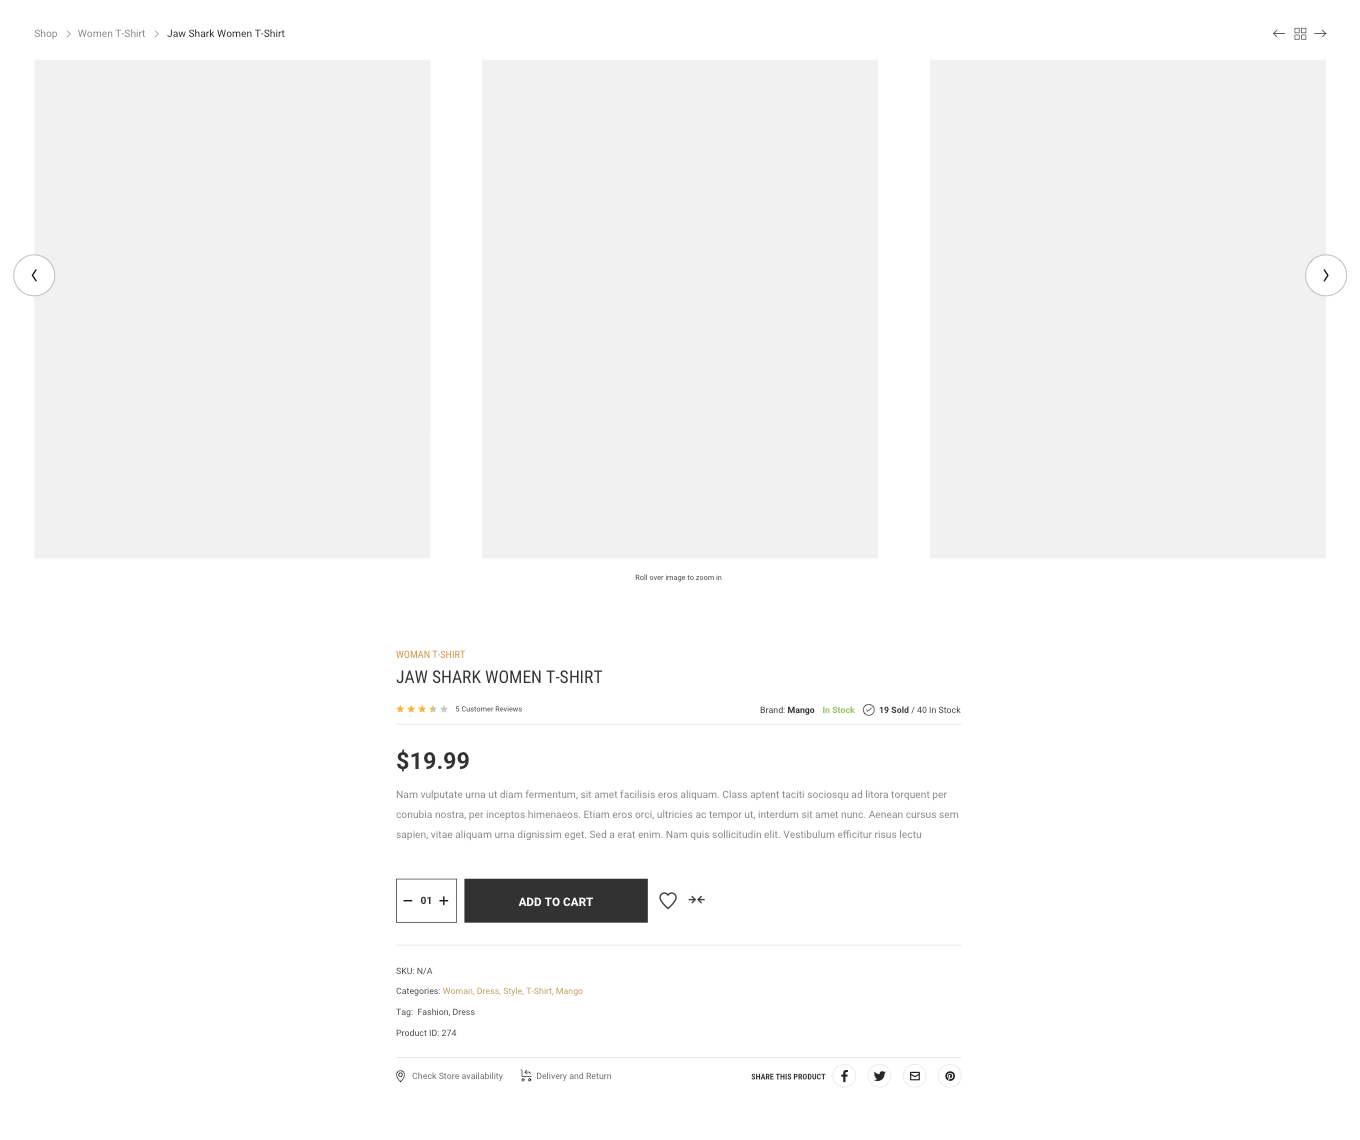 Shop > Women T-Shirt > Jaw Shark Women T-Shirt
Roll over image to zoom in
WOMAN T-SHIRT
JAW SHARK WOMEN T-SHIRT
5 Customer Reviews
Brand: Mango In Stock 19 Sold / 40 In Stock
$19.99
Nam vulputate urna ut diam fermentum, sit amet facilisis eros aliquam. Class aptent taciti sociosqu ad litora torquent per
conubia nostra, per inceptos himenaeos. Etiam eros orci, ultricies ac tempor ut, interdum sit amet nunc. Aenean cursus sem
sapien, vitae aliquam urna dignissim eget. Sed a erat enim. Nam quis sollicitudin elit. Vestibulum efficitur risus lectu
01
ADD TO CART
SKU: N/A
Categories: Woman, Dress, Style, T-Shirt, Mango
Tag: Fashion, Dress
Product ID: 274
Check Store availability
Delivery and Return
SHARE THIS PRODUCT